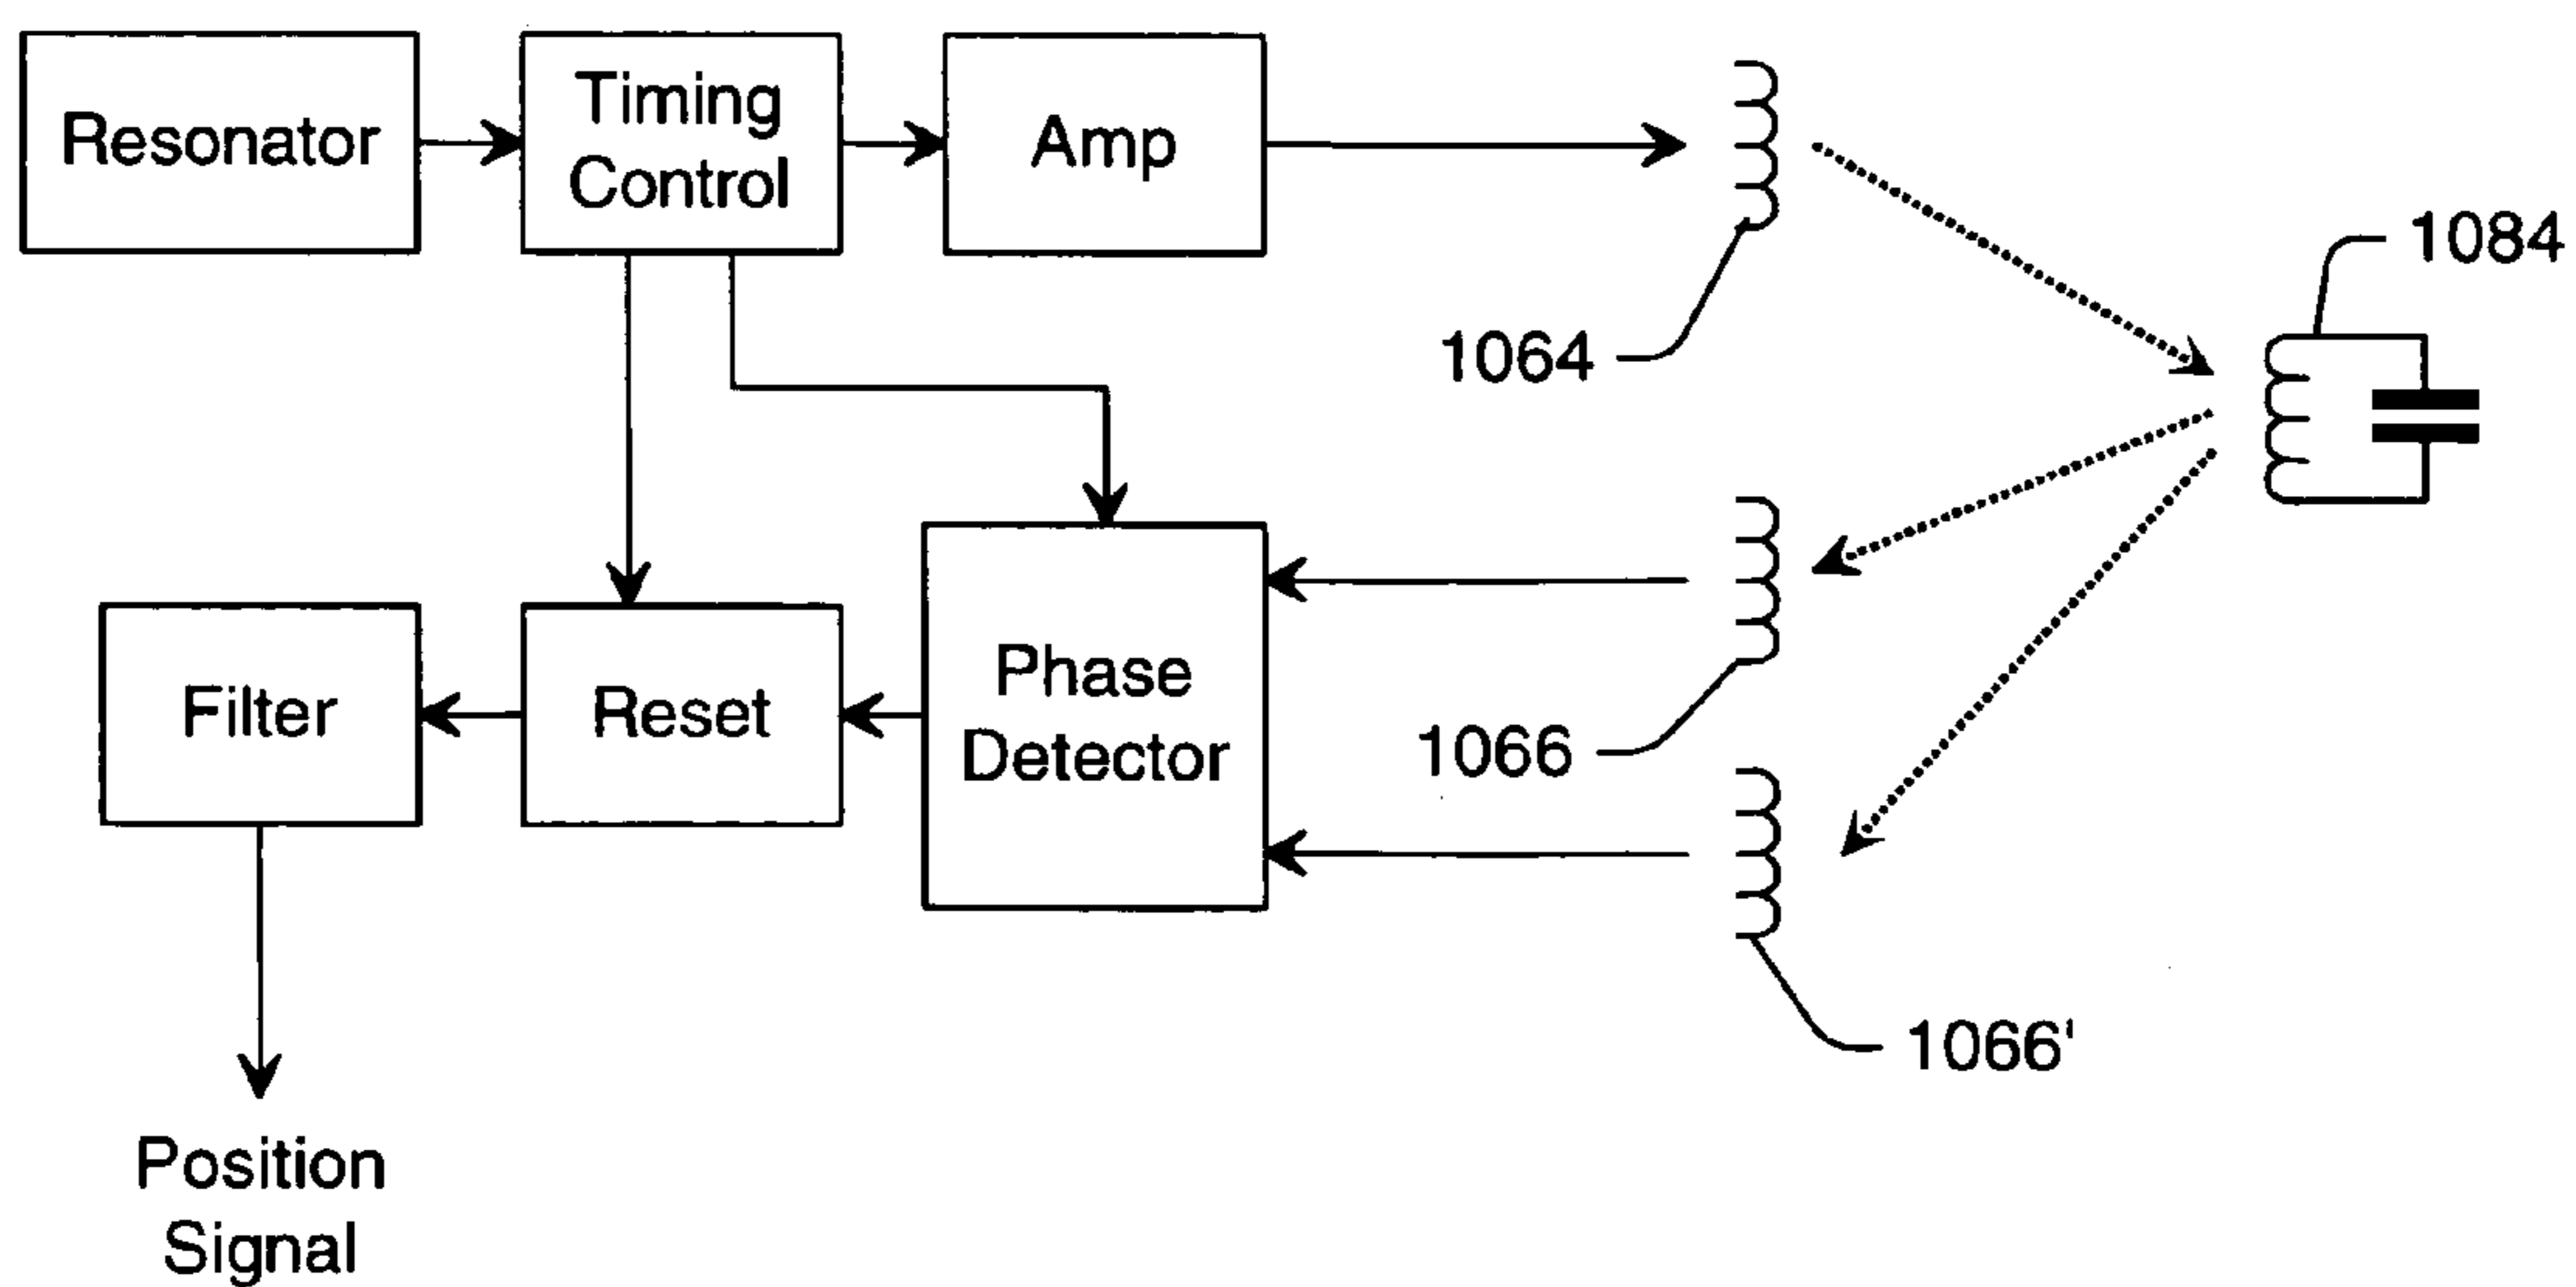 Resonator
Timing
Control
Amp
1084
1064
Filter
Reset
Phase
Detector
1066
1066'
Position
Signal